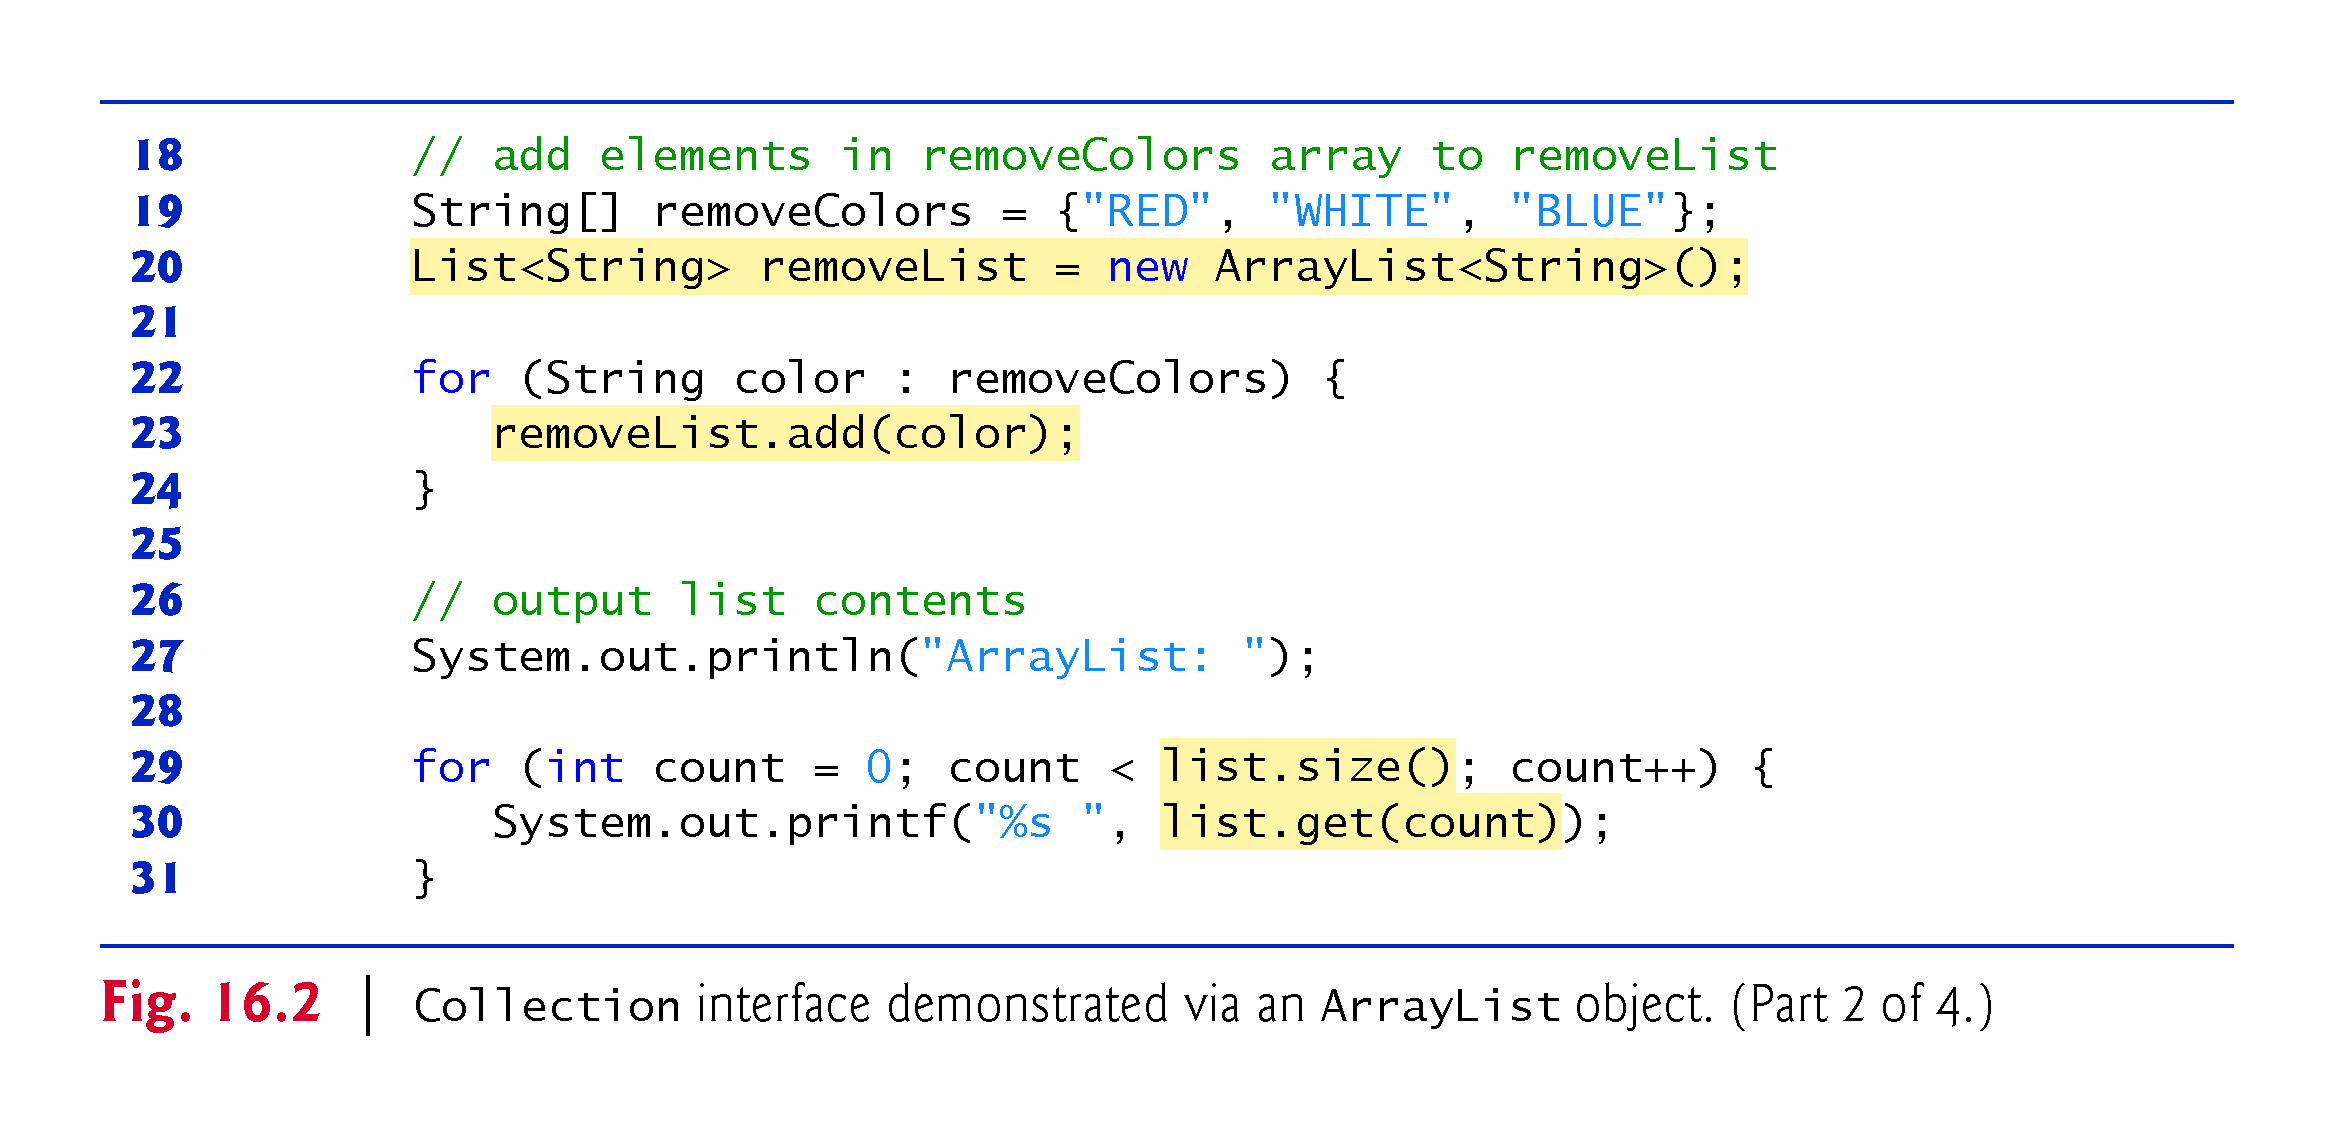 18 // add elements in removeColors array to removeList
19 String[] removeColors = {"RED", "WHITE", "BLUE"};
20 List<String> removeList = new ArrayList<String>();
21
22 for (String color : removeColors) {
23 removeList.add(color);
24 }
25
26 // output list contents
27 System.out.println("ArrayList: ");
28
29 for (int count = 0; count < list.size(); count++) {
30 System.out.printf("%s ", list.get(count));
31 }
Fig. 16.2 | Collection interface demonstrated via an ArrayList object. (Part 2 of 4.)